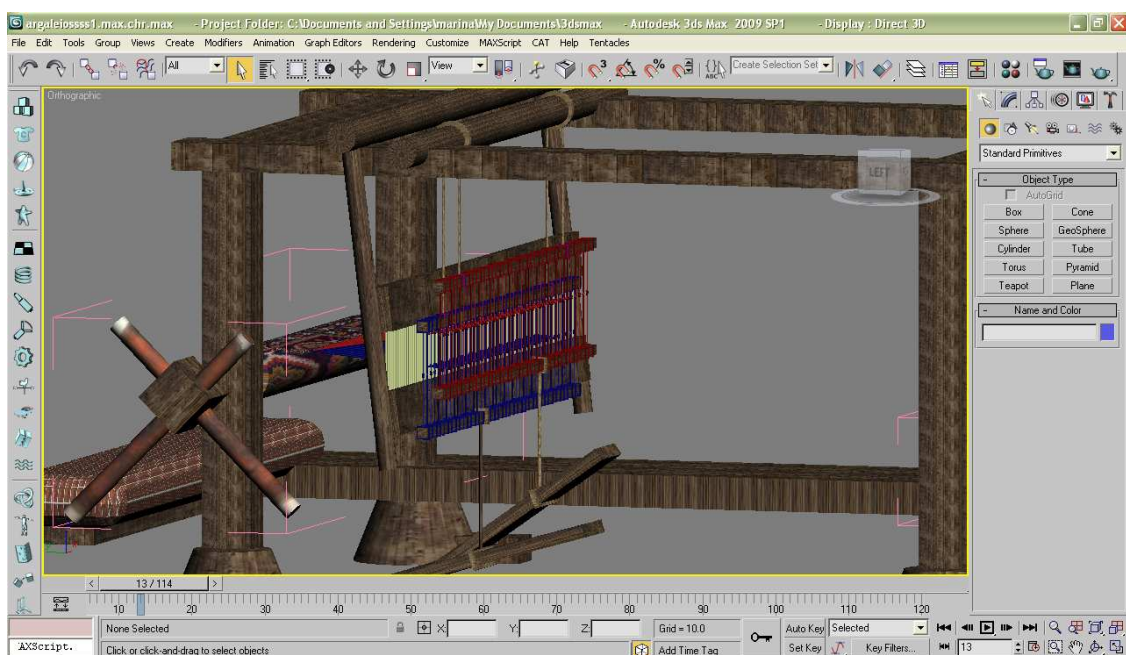 argaleiossss1.max.chr.max - Project Folder: C:\Documents and Settings\marina\My Documents\3dsmax - Autodesk 3ds Max 2009 SP1 - Display : Direct 3D
File Edit Tools Group Views Create Modifiers Animation Graph Editors Rendering Customize MAXScript CAT Help Tentacles
All View 3 % ABC Create Selection Set
Orthographic
LEFT
Standard Primitives
- Object Type
AutoGrid
Box Cone
Sphere GeoSphere
Cylinder Tube
Torus Pyramid
Teapot Plane
- Name and Color
< 13 / 114 >
10 20 30 40 50 60 70 80 90 100 110 120
None Selected X: Y: Z: Grid = 10.0 Auto Key Selected
AXScript. Click or click-and-drag to select objects Add Time Tag Set Key Key Filters... 13